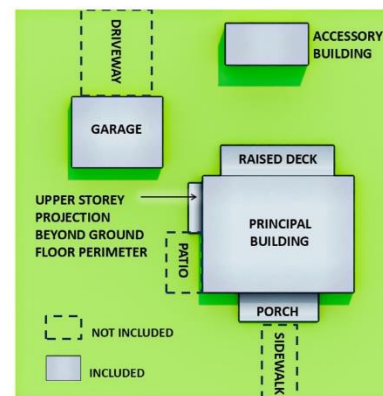 DRIVEWAY
ACCESSORY
BUILDING
GARAGE
RAISED DECK
UPPER STOREY
PROJECTION
BEYOND GROUND
FLOOR PERIMETER
PRINCIPAL
BUILDING
PATIO
PORCH
NOT INCLUDED
SIDEWALK
INCLUDED